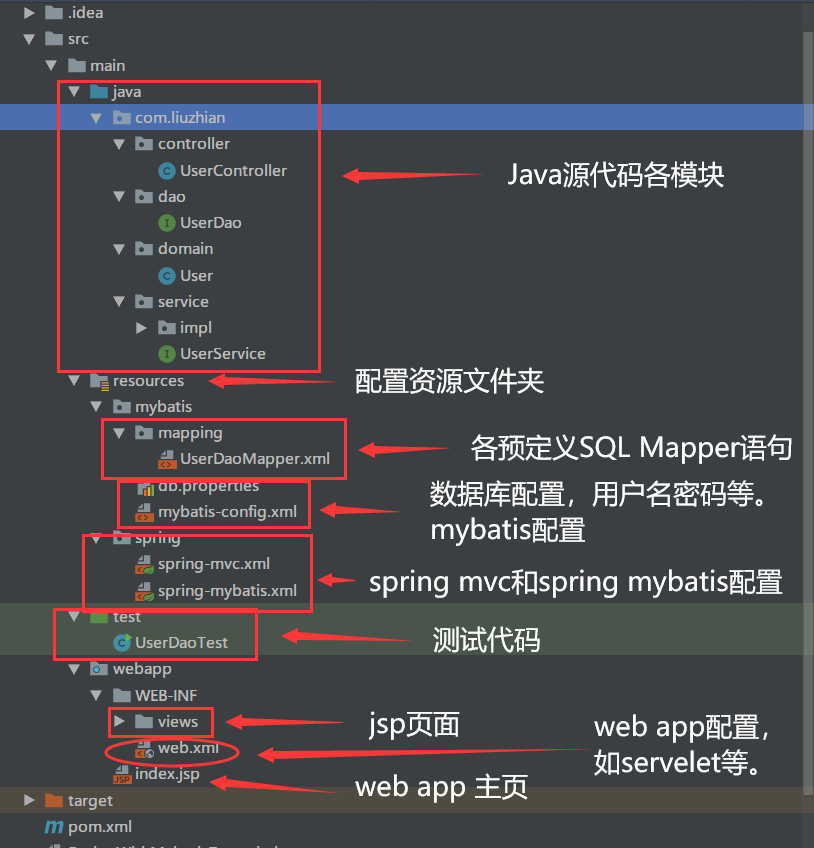 .idea
src
main
java
com.liuzhian
controller
UserController
Java源代码各模块
dao
UserDao
domain
User
service
impl
UserService
resources
配置资源文件夹
mybatis
mapping
UserDaoMapper.xml
各预定义SQL Mapper语句
db.properties
数据库配置，用户名密码等。
mybatis-config.xml
mybatis配置
spring
spring-mvc.xml
spring mvc和spring mybatis配置
spring-mybatis.xml
test
UserDaoTest
测试代码
webapp
WEB-INF
views
jsp页面
web.xml
web app配置，
如servelet等。
index.jsp
web app 主页
target
pom.xml